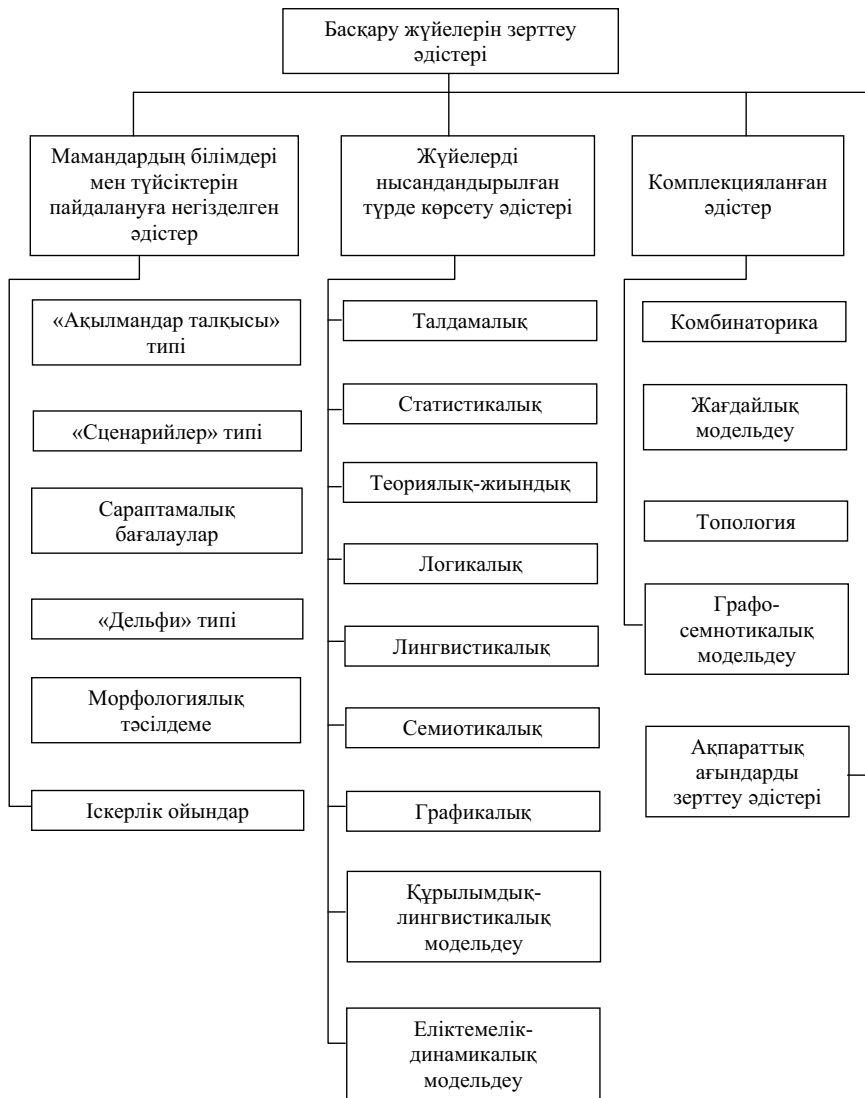 Басқару жүйелерін зерттеу
әдістері
Мамандардың білімдері
мен түйсіктерін
пайдалануға негізделген
әдістер
Жүйелерді
нысандандырылған
түрде көрсету әдістері
Комплекцияланған
әдістер
«Ақылмандар талқысы»
типі
«Сценарийлер» типі
Сараптамалық
бағалаулар
«Дельфи» типі
Морфологиялық
тәсілдеме
Іскерлік ойындар
Талдамалық
Статистикалық
Теориялық-жиындық
Логикалық
Лингвистикалық
Семиотикалық
Графикалық
Құрылымдық-
лингвистикалық
модельдеу
Еліктемелік-
динамикалық
модельдеу
Комбинаторика
Жағдайлық
модельдеу
Топология
Графо-
семнотикалық
модельдеу
Ақпараттық
ағындарды
зерттеу әдістері